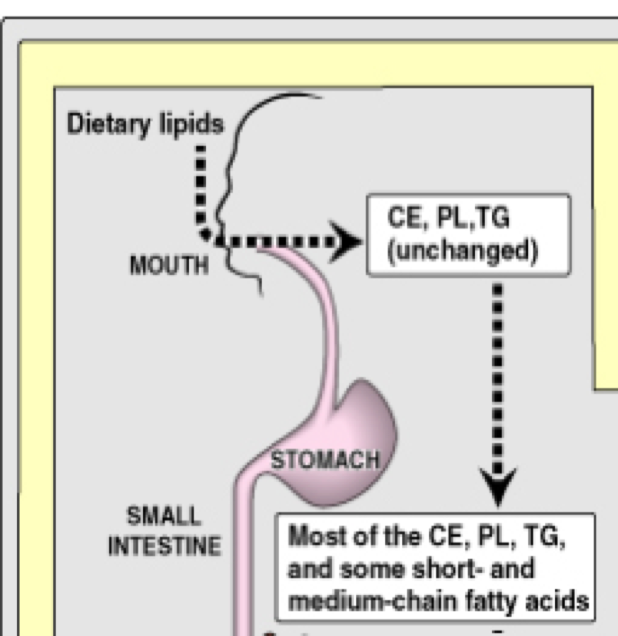 Dietary lipids
CE, PL,TG
(unchanged)
MOUTH
STOMACH
SMALL
INTESTINE
Most of the CE, PL, TG,
and some short- and
medium-chain fatty acids